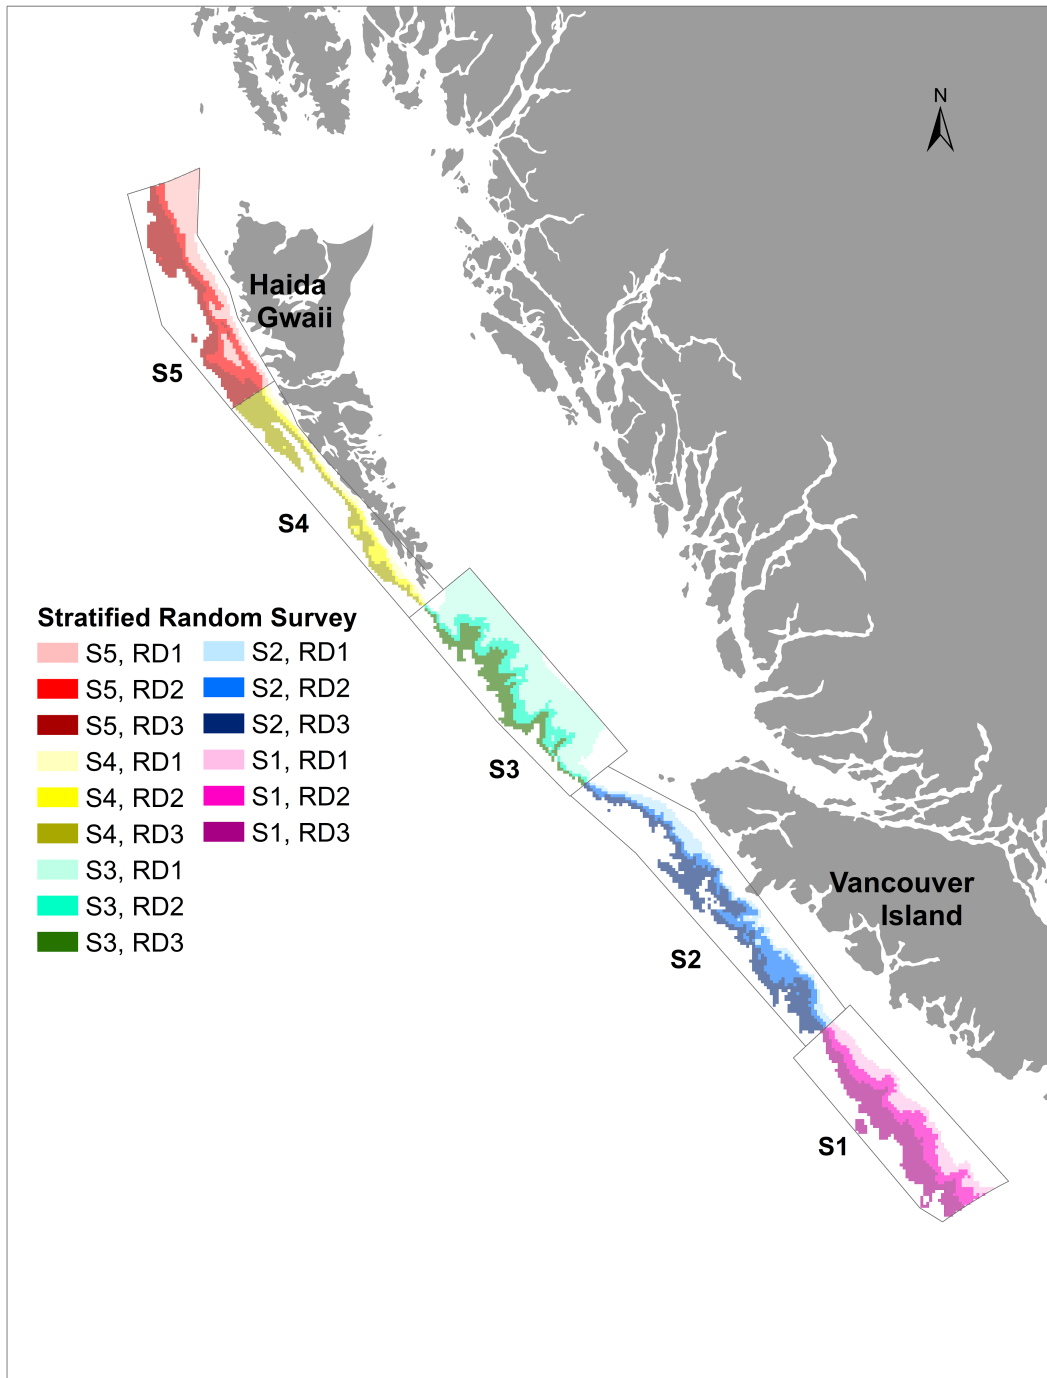 N
Haida
Gwaii
S5
S4
Stratified Random Survey
S5, RD1
S5, RD2
S5, RD3
S4, RD1
S4, RD2
S4, RD3
S3, RD1
S3, RD2
S3, RD3
S2, RD1
S2, RD2
S2, RD3
S1, RD1
S1, RD2
S1, RD3
S3
Vancouver
Island
S2
S1